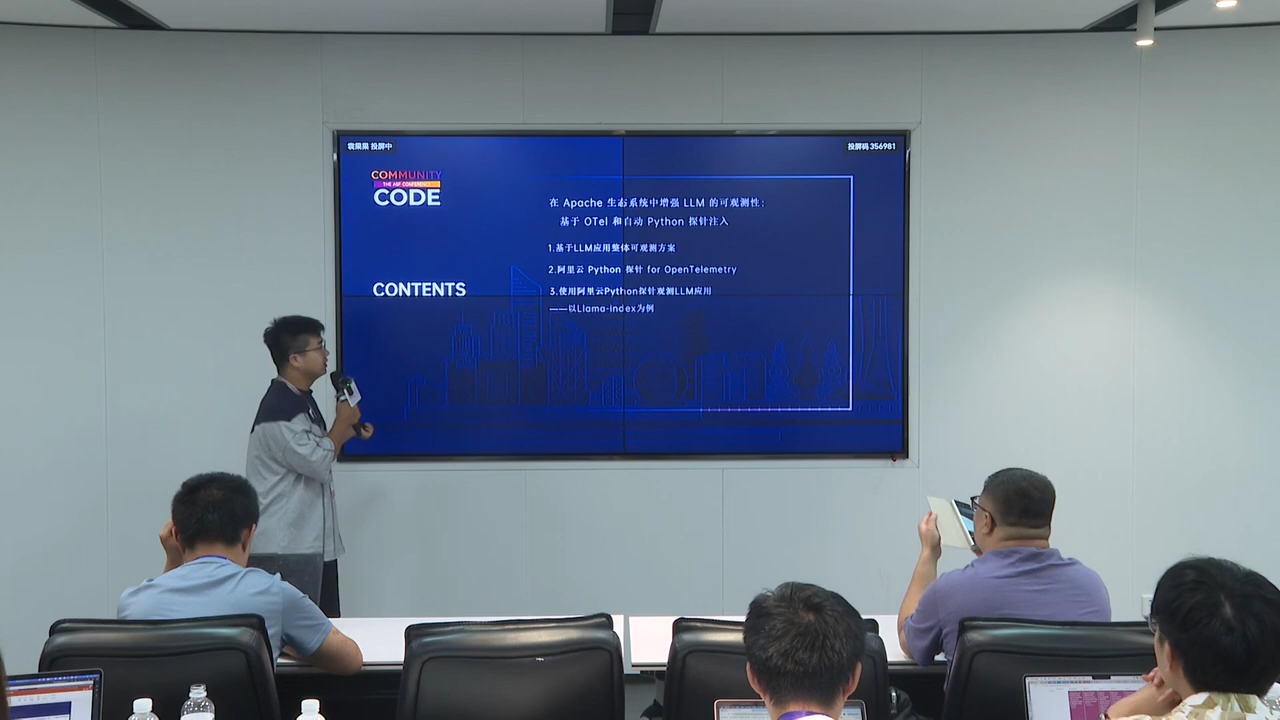 投屏中
投屏码 356981
COMMUNITY
THE ASF CONFERENCE
CODE
在 Apache 生态系统中增强 LLM 的可观测性：
基于 OTel 和自动 Python 探针注入
CONTENTS
1.基于LLM应用整体可观测方案
2.阿里云 Python 探针 for OpenTelemetry
3.使用阿里云Python探针观测LLM应用
——以Llama-index为例